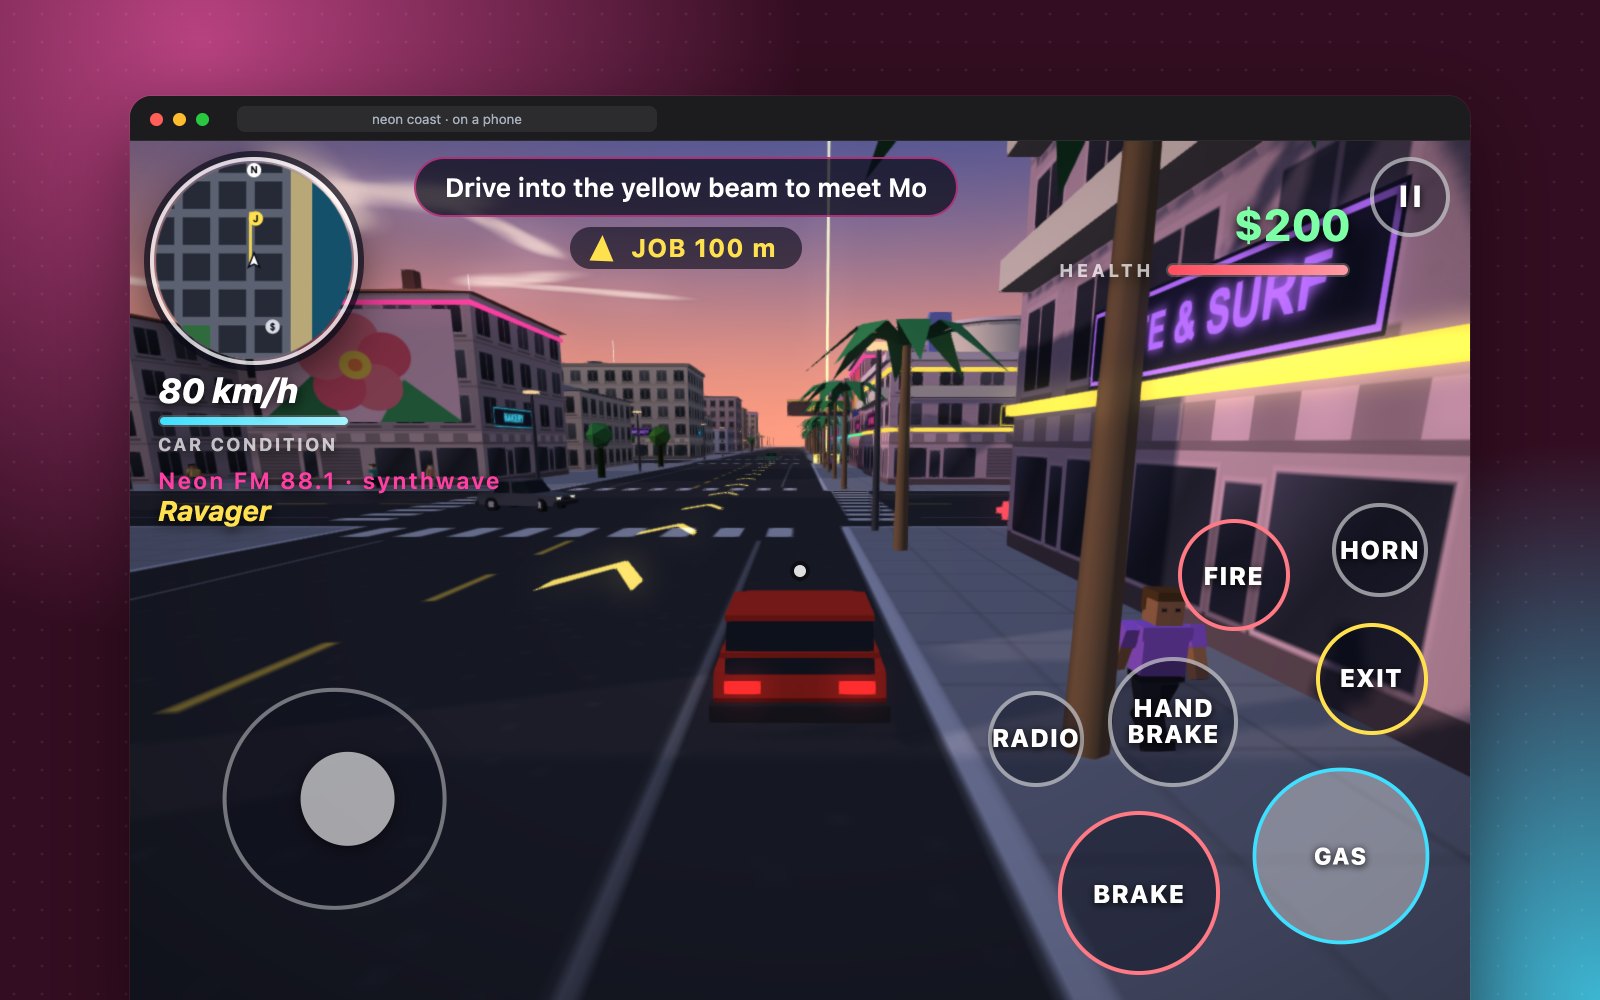 neon coast · on a phone
N
J
$
Drive into the yellow beam to meet Mo
JOB 100 m
$200
HEALTH
E & SURF
80 km/h
CAR CONDITION
Neon FM 88.1 · synthwave
Ravager
BAKERY
FIRE
HORN
EXIT
RADIO
HAND
BRAKE
BRAKE
GAS